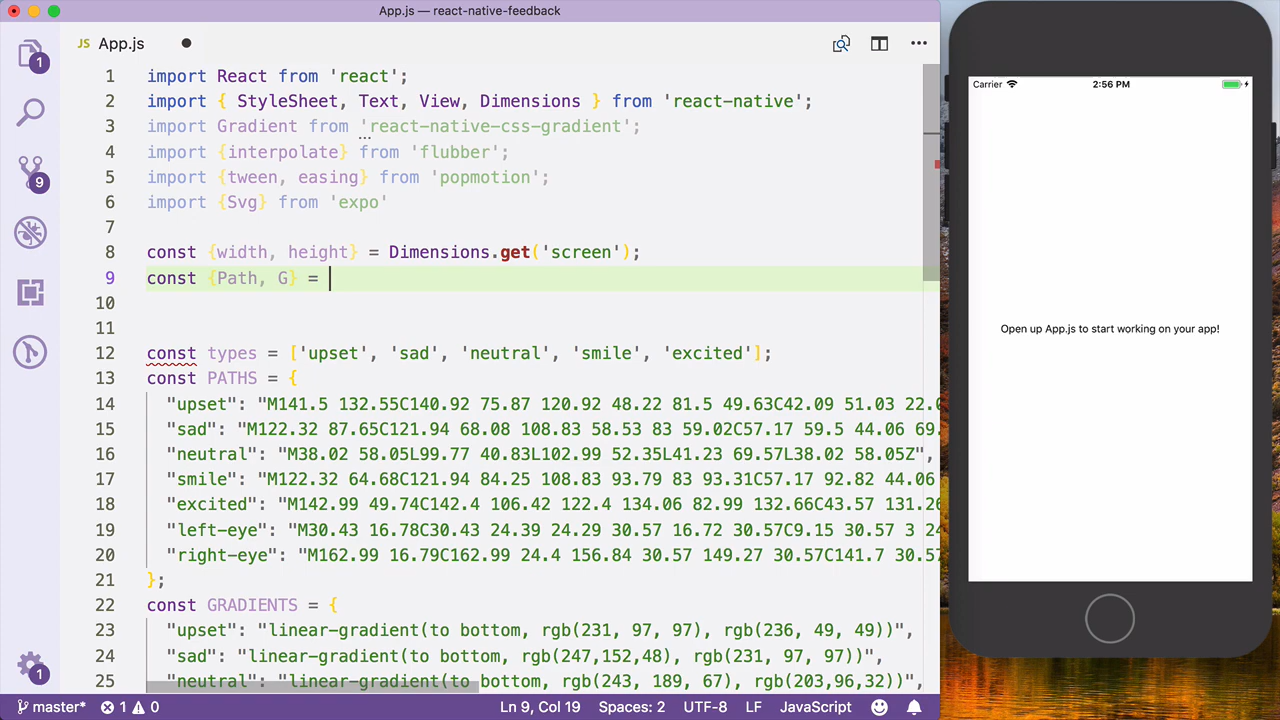 App.js — react-native-feedback
JS App.js
1 import React from 'react';
2 import { StyleSheet, Text, View, Dimensions } from 'react-native';
3 import Gradient from 'react-native-css-gradient';
4 import {interpolate} from 'flubber';
5 import {tween, easing} from 'popmotion';
6 import {Svg} from 'expo'
7
8 const {width, height} = Dimensions.get('screen');
9 const {Path, G} =
10
11
12 const types = ['upset', 'sad', 'neutral', 'smile', 'excited'];
13 const PATHS = {
14 "upset": "M141.5 132.55C140.92 75.87 120.92 48.22 81.5 49.63C42.09 51.03 22.0
15 "sad": "M122.32 87.65C121.94 68.08 108.83 58.53 83 59.02C57.17 59.5 44.06 69.
16 "neutral": "M38.02 58.05L99.77 40.83L102.99 52.35L41.23 69.57L38.02 58.05Z",
17 "smile": "M122.32 64.68C121.94 84.25 108.83 93.79 83 93.31C57.17 92.82 44.06
18 "excited": "M142.99 49.74C142.4 106.42 122.4 134.06 82.99 132.66C43.57 131.26
19 "left-eye": "M30.43 16.78C30.43 24.39 24.29 30.57 16.72 30.57C9.15 30.57 3 24
20 "right-eye": "M162.99 16.79C162.99 24.4 156.84 30.57 149.27 30.57C141.7 30.57
21 };
22 const GRADIENTS = {
23 "upset": "linear-gradient(to bottom, rgb(231, 97, 97), rgb(236, 49, 49))",
24 "sad": "linear-gradient(to bottom, rgb(247,152,48), rgb(231, 97, 97))",
25 "neutral": "linear-gradient(to bottom, rgb(243, 189, 67), rgb(203,96,32))",
1
9
1
master* 1 0 Ln 9, Col 19 Spaces: 2 UTF-8 LF JavaScript
Carrier 2:56 PM
Open up App.js to start working on your app!